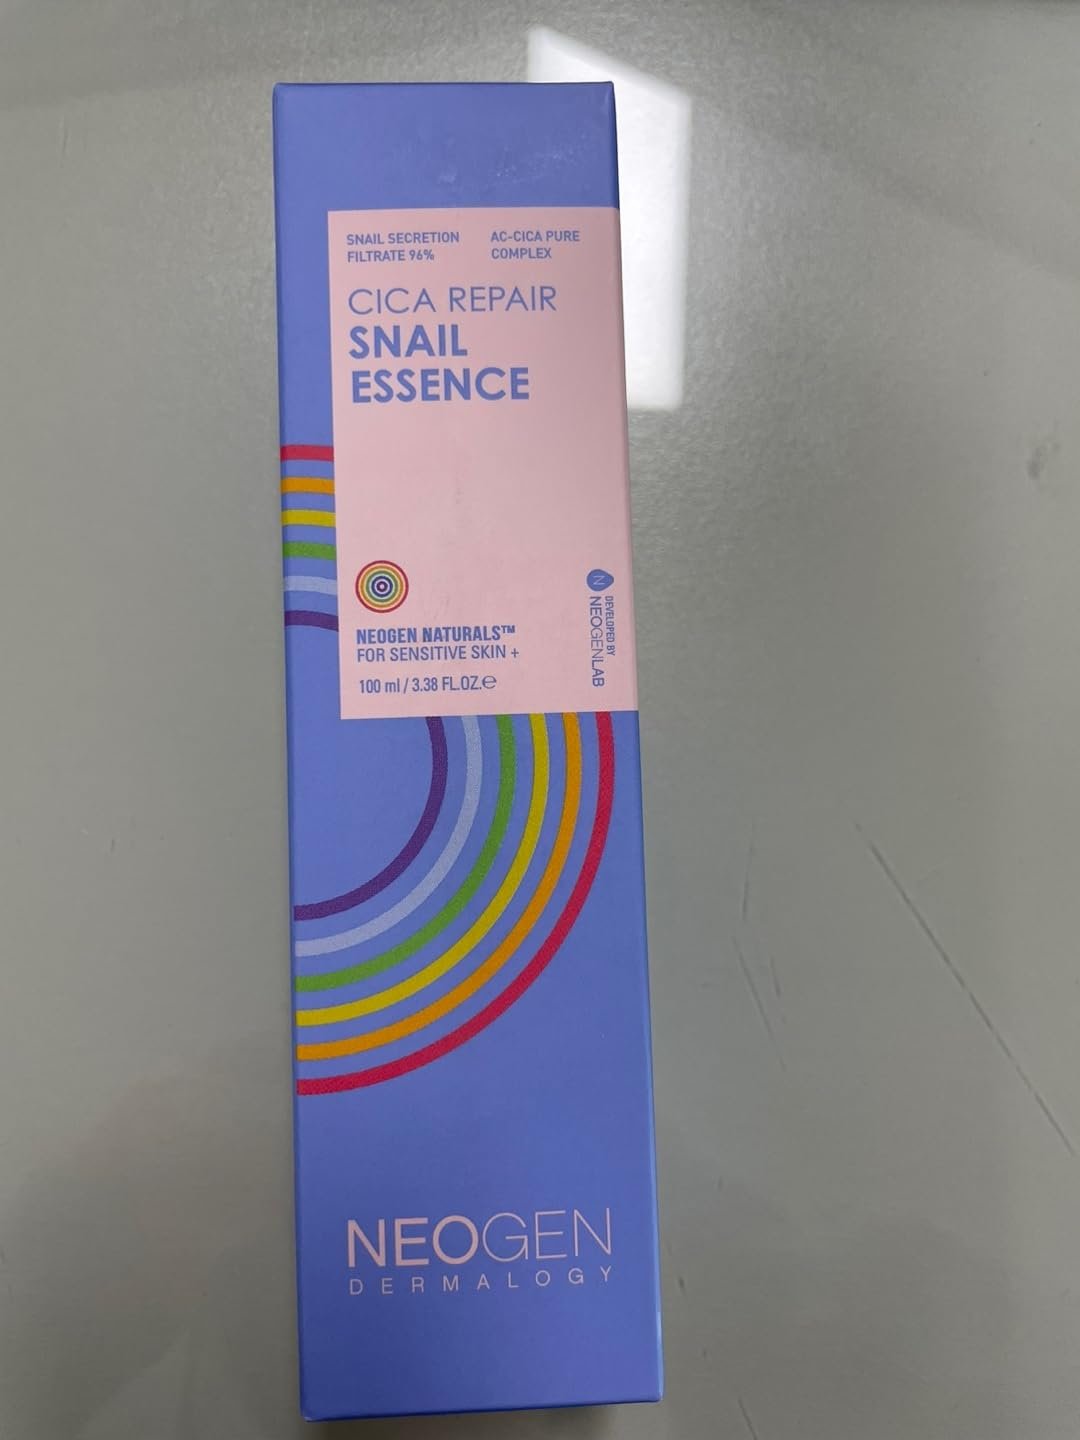 SNAIL SECRETION
FILTRATE 96%
AC-CICA PURE
COMPLEX
CICA REPAIR
SNAIL
ESSENCE
NEOGEN NATURALS™
FOR SENSITIVE SKIN +
100 ml / 3.38 FL.OZ.℮
N
DEVELOPED BY
NEOGENLAB
NEOGEN
DERMALOGY